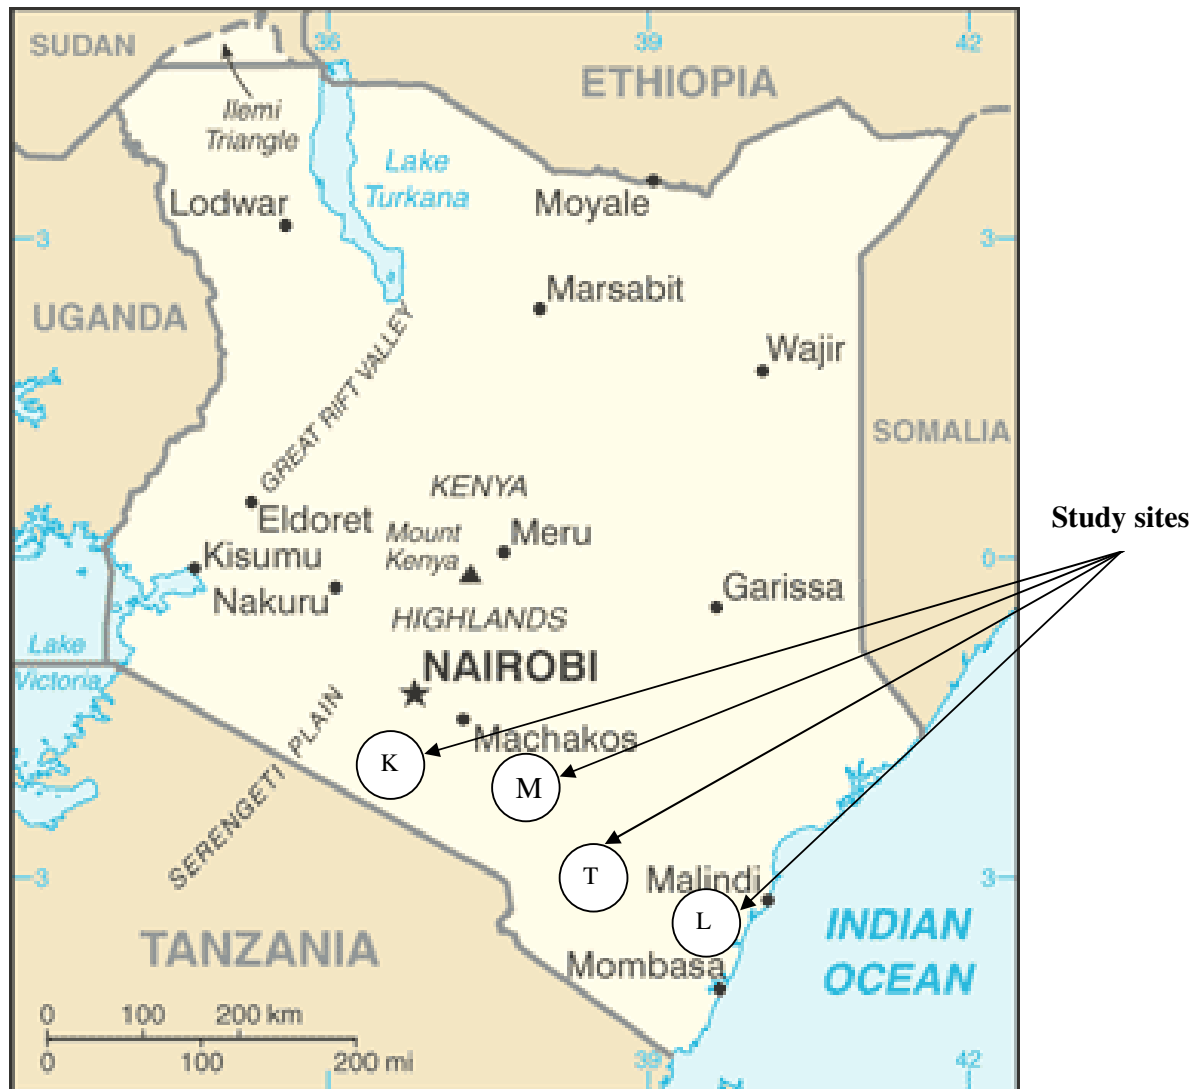 SUDAN
36
39
42
ETHIOPIA
Ilemi
Triangle
Lake
Turkana
Lodwar
Moyale
3
3
Marsabit
UGANDA
Wajir
GREAT RIFT VALLEY
SOMALIA
KENYA
Eldoret
Mount
Kenya
Meru
Study sites
Kisumu
0
Nakuru
Garissa
HIGHLANDS
Lake
Victoria
NAIROBI
SERENGETI PLAIN
Machakos
K
M
3
T
Malindi
3
L
INDIAN
OCEAN
TANZANIA
Mombasa
0 100 200 km
0 100 200 mi
39
42